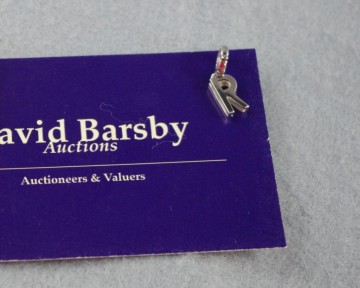 avid Barsby
Auctions
Auctioneers & Valuers
R